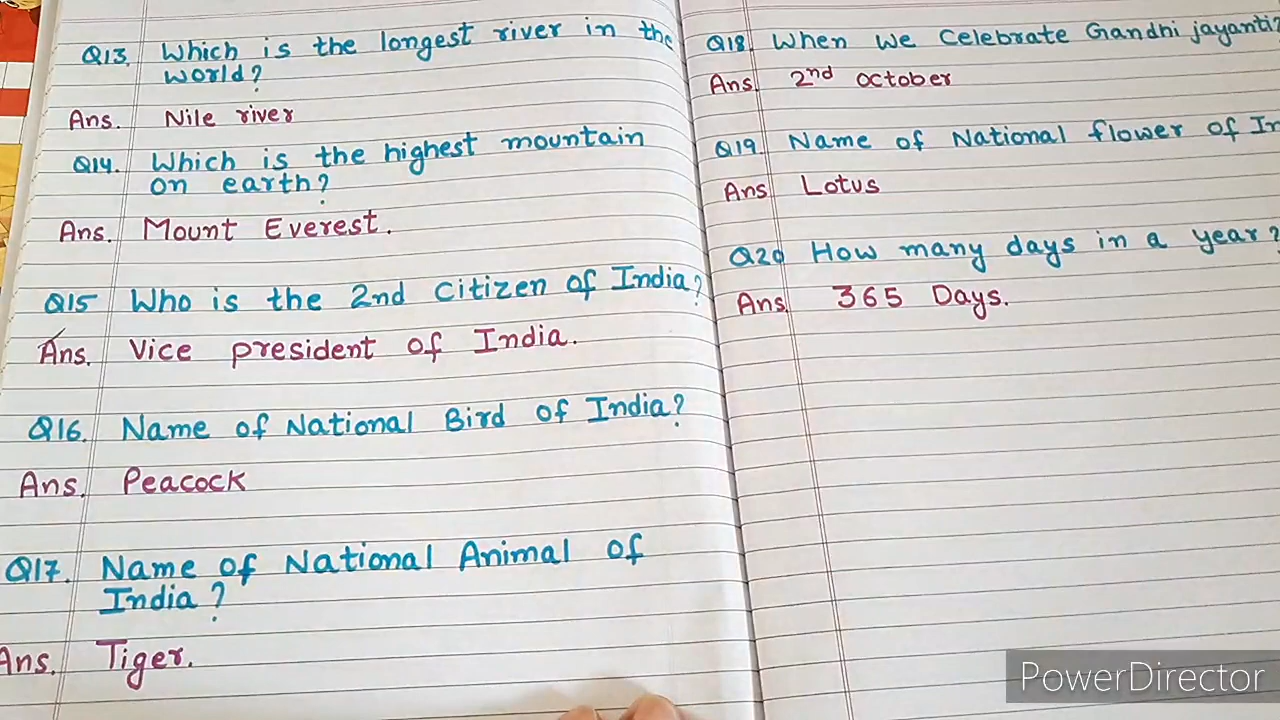 Q13. Which is the longest river in the
world?
Ans. Nile river
Q14. Which is the highest mountain
on earth?
Ans. Mount Everest.
Q15 Who is the 2nd citizen of India?
Ans. Vice president of India.
Q16. Name of National Bird of India?
Ans. Peacock
Q17. Name of National Animal of
India?
Ans. Tiger.
Q18. When we Celebrate Gandhi jayanti?
Ans. 2nd october
Q19. Name of National flower of In
Ans Lotus
Q20 How many days in a year?
Ans. 365 Days.
PowerDirector